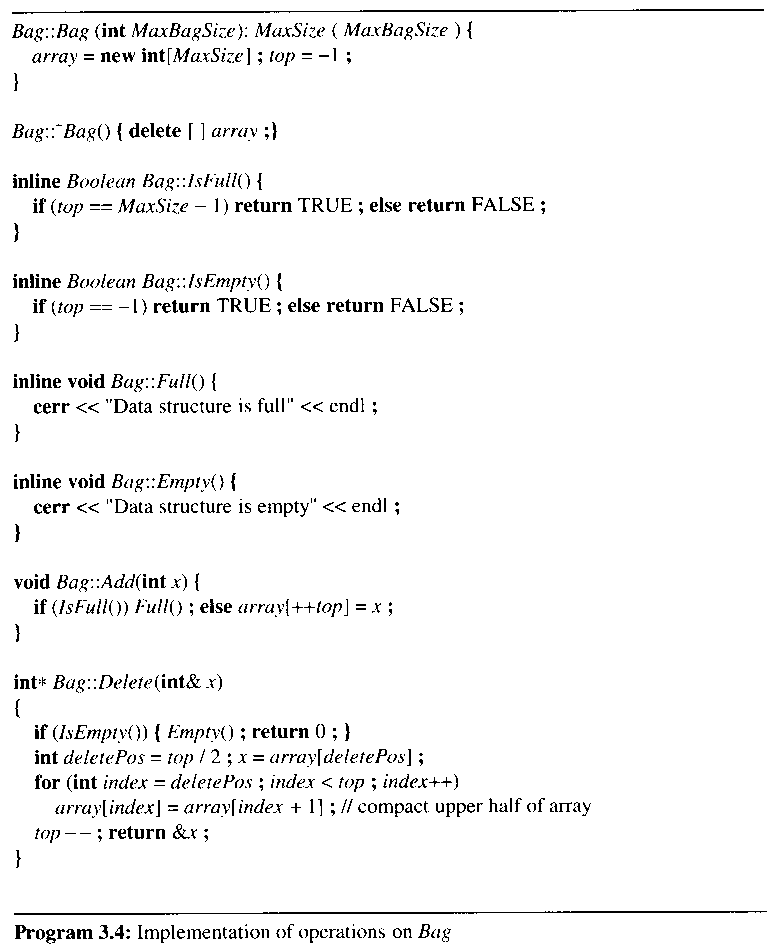 Bag::Bag (int MaxBagSize): MaxSize ( MaxBagSize ) {
array = new int[MaxSize] ; top = −1 ;
}
Bag::~Bag() { delete [ ] array ;}
inline Boolean Bag::IsFull() {
if (top == MaxSize − 1) return TRUE ; else return FALSE ;
}
inline Boolean Bag::IsEmpty() {
if (top == −1) return TRUE ; else return FALSE ;
}
inline void Bag::Full() {
cerr << "Data structure is full" << endl ;
}
inline void Bag::Empty() {
cerr << "Data structure is empty" << endl ;
}
void Bag::Add(int x) {
if (IsFull()) Full() ; else array[++top] = x ;
}
int* Bag::Delete(int& x)
{
if (IsEmpty()) { Empty() ; return 0 ; }
int deletePos = top / 2 ; x = array[deletePos] ;
for (int index = deletePos ; index < top ; index++)
array[index] = array[index + 1] ; // compact upper half of array
top−− ; return &x ;
}
Program 3.4: Implementation of operations on Bag